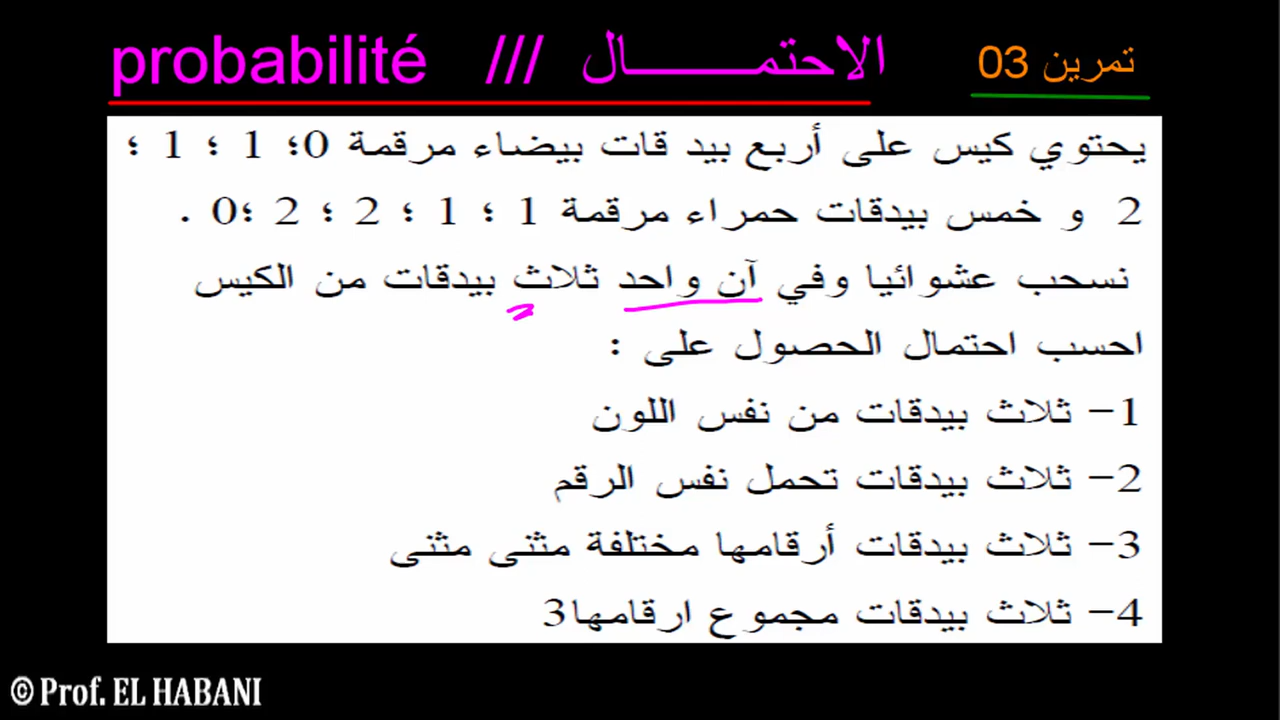 probabilité /// الاحتمـــــــال
تمرين 03
يحتوي كيس على أربع بيد قات بيضاء مرقمة 0؛ 1 ؛ 1 ؛
2 و خمس بيدقات حمراء مرقمة 1 ؛ 1 ؛ 2 ؛ 2 ؛0 .
نسحب عشوائيا وفي آن واحد ثلاث بيدقات من الكيس
احسب احتمال الحصول على :
1- ثلاث بيدقات من نفس اللون
2- ثلاث بيدقات تحمل نفس الرقم
3- ثلاث بيدقات أرقامها مختلفة مثنى مثنى
4- ثلاث بيدقات مجموع ارقامها3
© Prof. EL HABANI